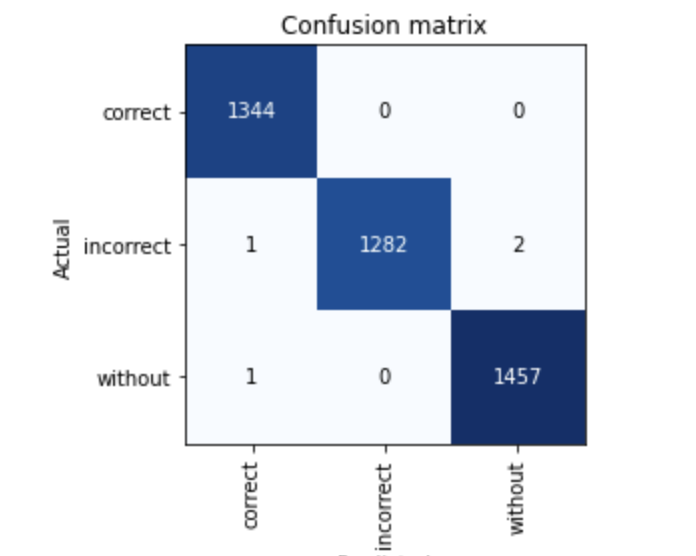 Confusion matrix
correct 1344 0 0
Actual
incorrect 1 1282 2
without 1 0 1457
correct incorrect without